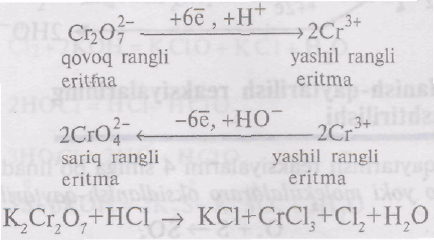 +6ē, +H⁺
Cr₂O₇²⁻ ⟶ 2Cr³⁺
qovoq rangli yashil rangli
eritma eritma
−6ē, +HO⁻
2CrO₄²⁻ ⟵ 2Cr³⁺
sariq rangli yashil rangli
eritma eritma
K₂Cr₂O₇+HCl → KCl+CrCl₃+Cl₂+H₂O